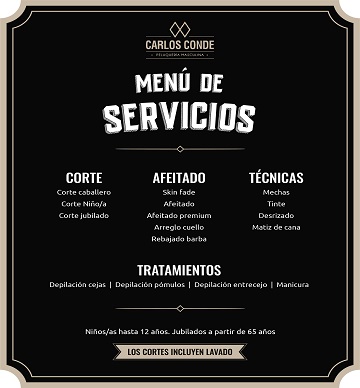 CARLOS CONDE
PELUQUERÍA MASCULINA
MENÚ DE
SERVICIOS
CORTE
Corte caballero
Corte Niño/a
Corte jubilado
AFEITADO
Skin fade
Afeitado
Afeitado premium
Arreglo cuello
Rebajado barba
TÉCNICAS
Mechas
Tinte
Desrizado
Matiz de cana
TRATAMIENTOS
Depilación cejas | Depilación pómulos | Depilación entrecejo | Manicura
Niños/as hasta 12 años. Jubilados a partir de 65 años
LOS CORTES INCLUYEN LAVADO